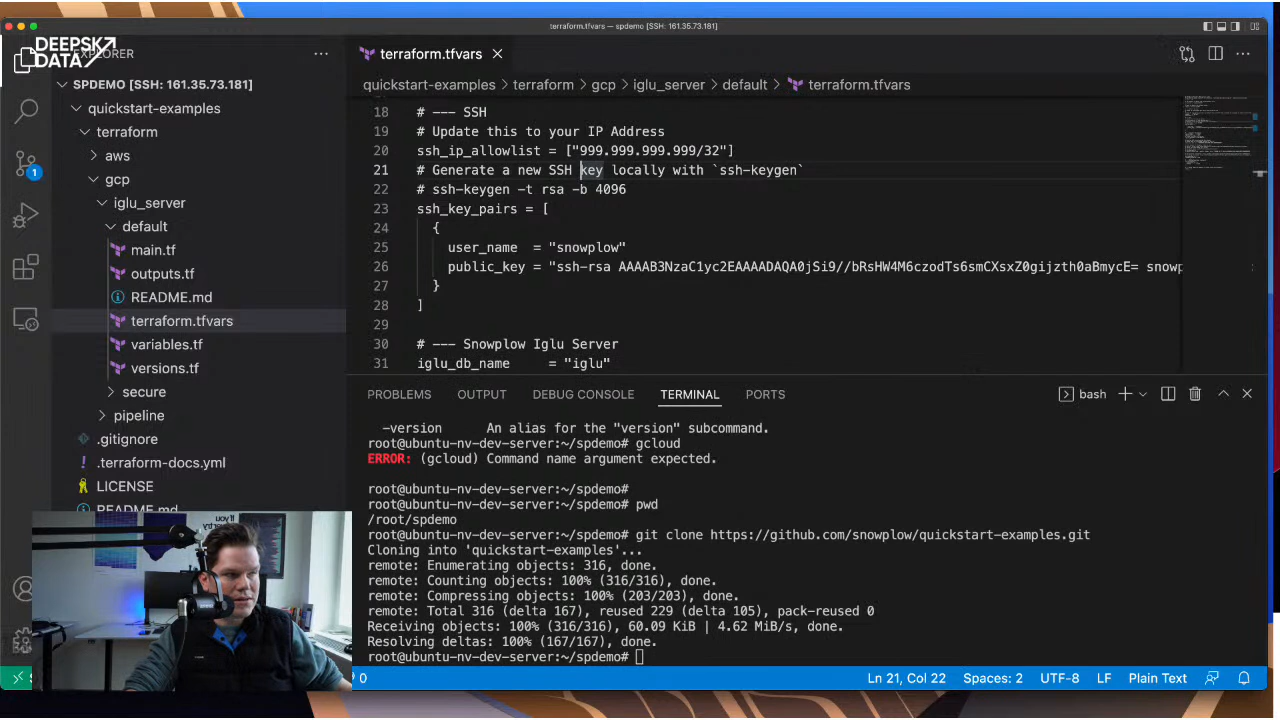 terraform.tfvars — spdemo [SSH: 161.35.73.181]
DEEPSKY
DATA
EXPLORER
SPDEMO [SSH: 161.35.73.181]
quickstart-examples
terraform
aws
gcp
iglu_server
default
main.tf
outputs.tf
README.md
terraform.tfvars
variables.tf
versions.tf
secure
pipeline
.gitignore
.terraform-docs.yml
LICENSE
README.md
1
terraform.tfvars
quickstart-examples > terraform > gcp > iglu_server > default > terraform.tfvars
18 # --- SSH
19 # Update this to your IP Address
20 ssh_ip_allowlist = ["999.999.999.999/32"]
21 # Generate a new SSH key locally with `ssh-keygen`
22 # ssh-keygen -t rsa -b 4096
23 ssh_key_pairs = [
24 {
25 user_name = "snowplow"
26 public_key = "ssh-rsa AAAAB3NzaC1yc2EAAAADAQA0jSi9//bRsHW4M6czodTs6smCXsxZ0gijzth0aBmycE= snowp
27 }
28 ]
29
30 # --- Snowplow Iglu Server
31 iglu_db_name = "iglu"
PROBLEMS OUTPUT DEBUG CONSOLE TERMINAL PORTS
bash
-version An alias for the "version" subcommand.
root@ubuntu-nv-dev-server:~/spdemo# gcloud
ERROR: (gcloud) Command name argument expected.
root@ubuntu-nv-dev-server:~/spdemo#
root@ubuntu-nv-dev-server:~/spdemo# pwd
/root/spdemo
root@ubuntu-nv-dev-server:~/spdemo# git clone https://github.com/snowplow/quickstart-examples.git
Cloning into 'quickstart-examples'...
remote: Enumerating objects: 316, done.
remote: Counting objects: 100% (316/316), done.
remote: Compressing objects: 100% (203/203), done.
remote: Total 316 (delta 167), reused 229 (delta 105), pack-reused 0
Receiving objects: 100% (316/316), 60.09 KiB | 4.62 MiB/s, done.
Resolving deltas: 100% (167/167), done.
root@ubuntu-nv-dev-server:~/spdemo#
0
Ln 21, Col 22 Spaces: 2 UTF-8 LF Plain Text